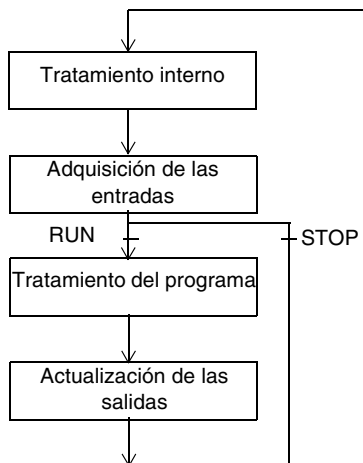 Tratamiento interno
Adquisición de las
entradas
RUN
STOP
Tratamiento del programa
Actualización de las
salidas